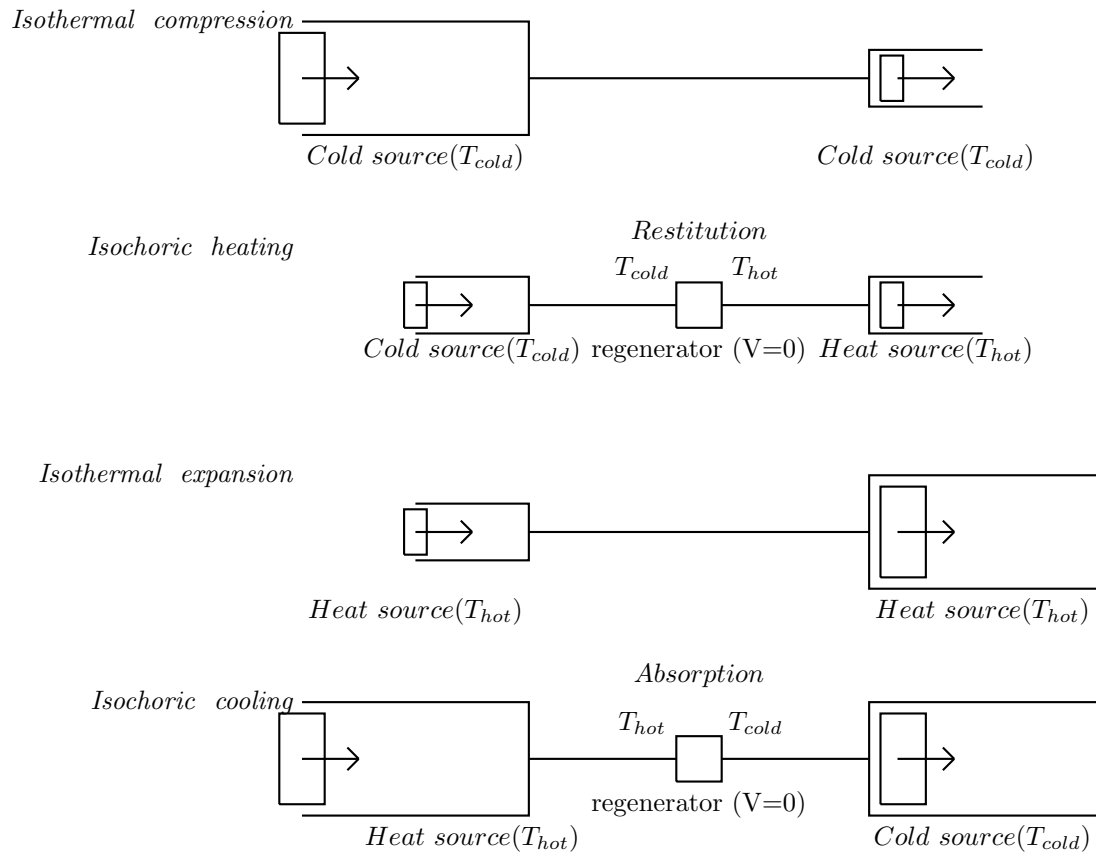 Isothermal compression
Cold source(T_cold) Cold source(T_cold)
Isochoric heating
Restitution
T_cold T_hot
Cold source(T_cold) regenerator (V=0) Heat source(T_hot)
Isothermal expansion
Heat source(T_hot) Heat source(T_hot)
Isochoric cooling
Absorption
T_hot T_cold
regenerator (V=0)
Heat source(T_hot) Cold source(T_cold)